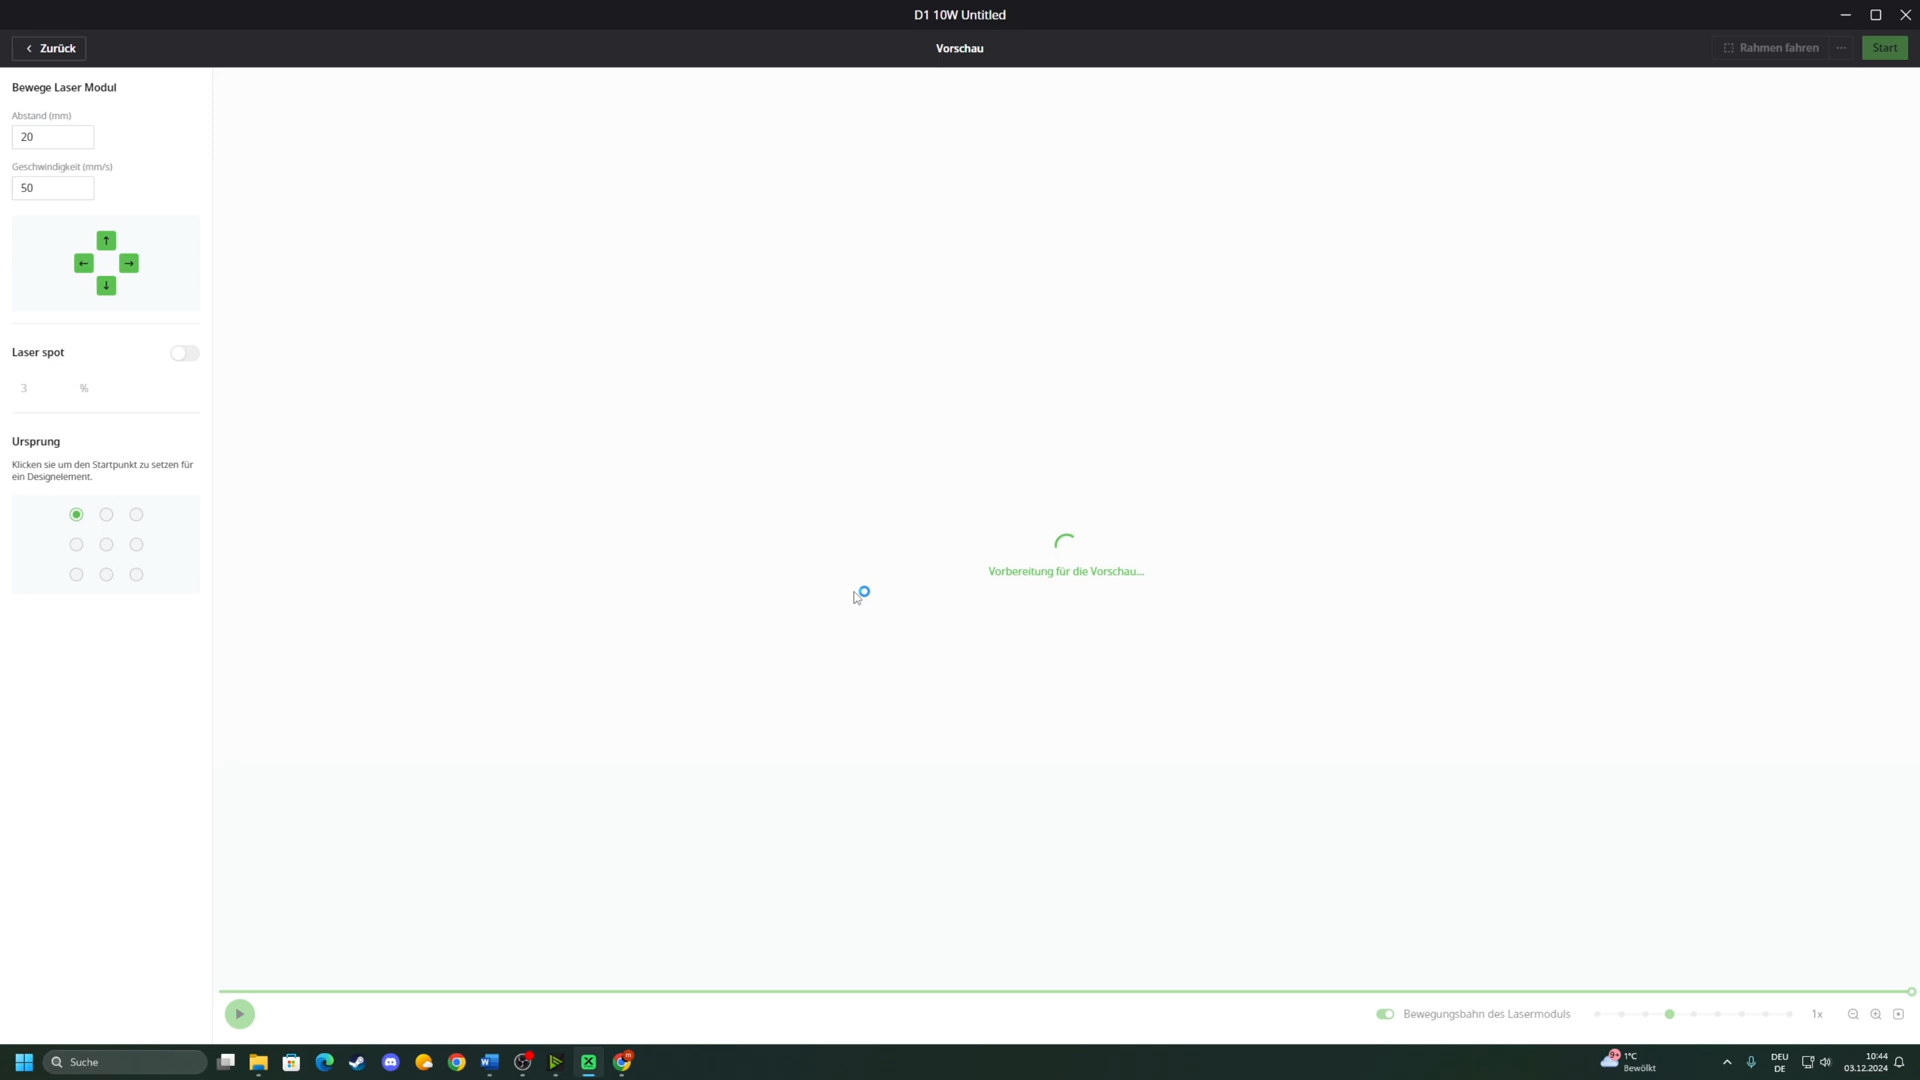 D1 10W Untitled
Zurück
Vorschau
Rahmen fahren
Start
Bewege Laser Modul
Abstand (mm)
20
Geschwindigkeit (mm/s)
50
Laser spot
3 %
Ursprung
Klicken sie um den Startpunkt zu setzen für
ein Designelement.
Vorbereitung für die Vorschau...
Bewegungsbahn des Lasermoduls
1x
Suche
9+
1°C
Bewölkt
DEU
DE
10:44
03.12.2024